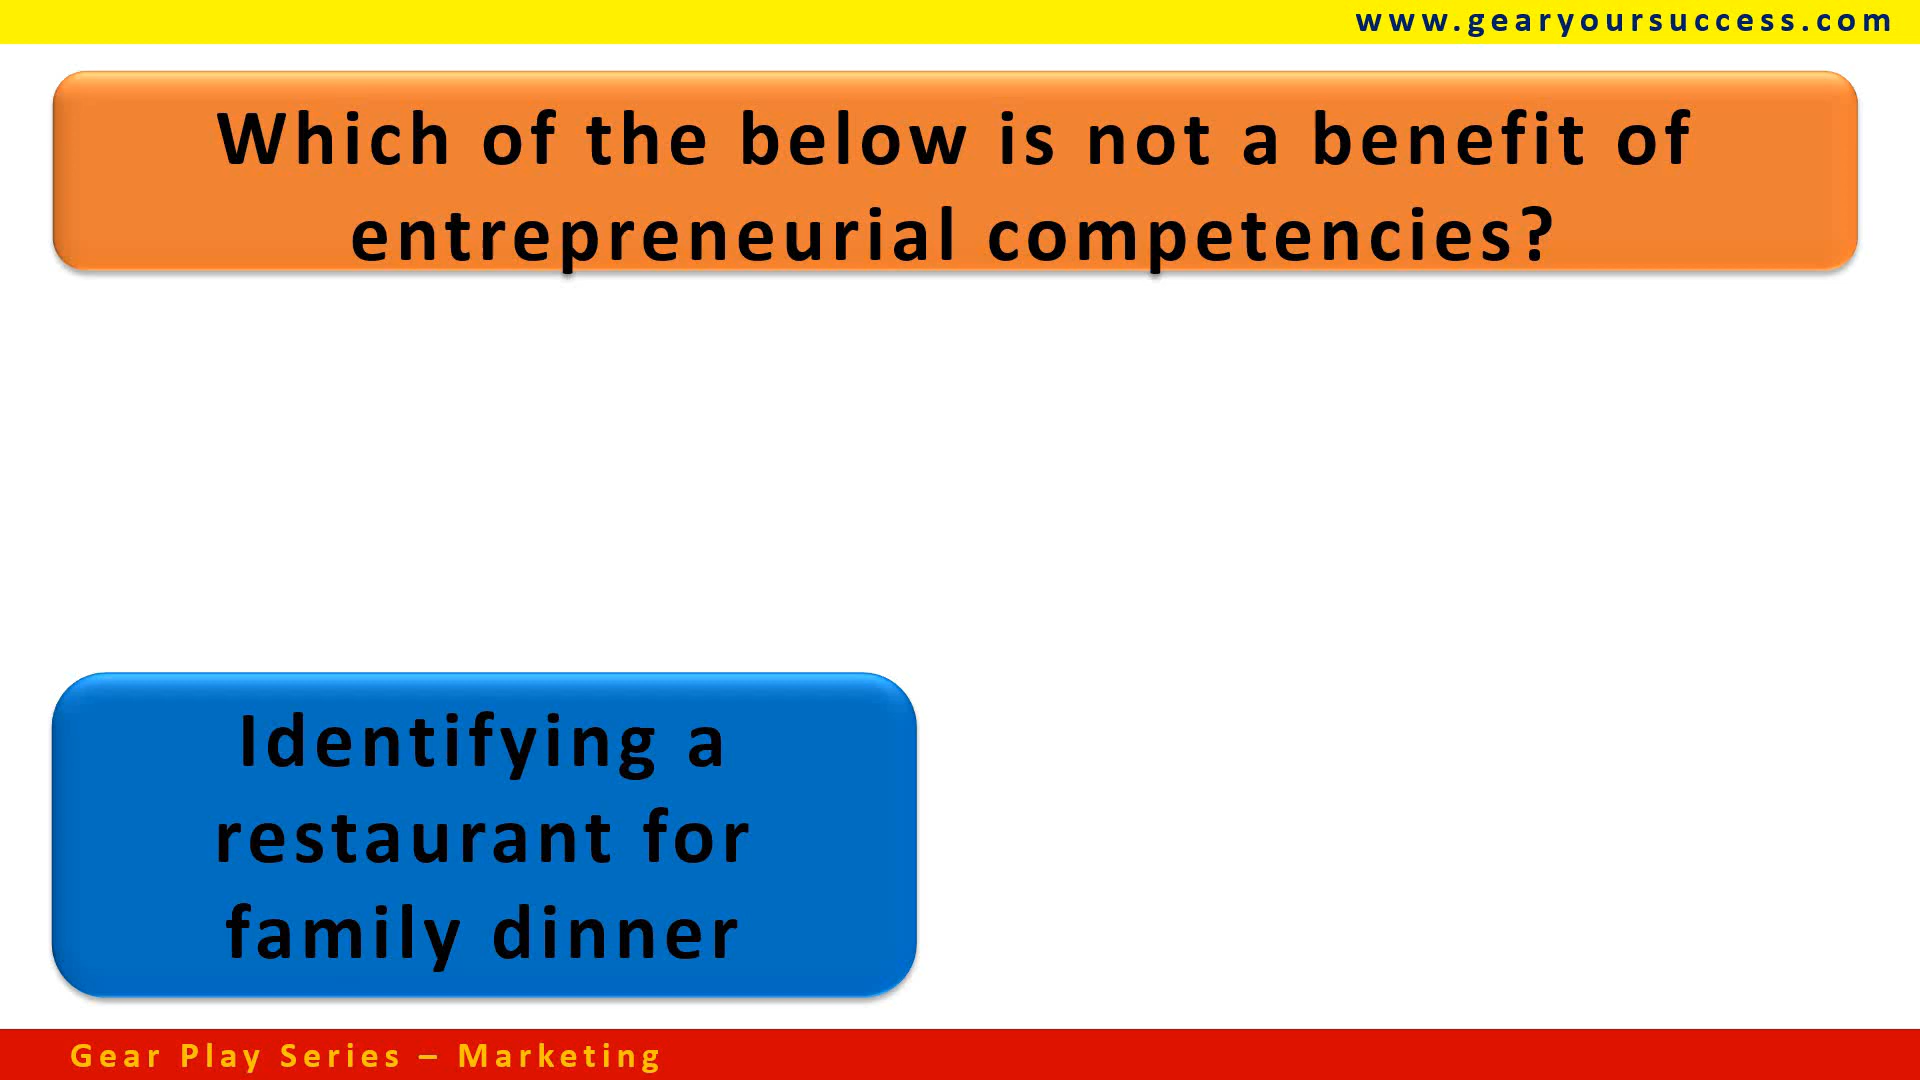 www.gearyoursuccess.com
Which of the below is not a benefit of
entrepreneurial competencies?
Identifying a
restaurant for
family dinner
Gear Play Series – Marketing